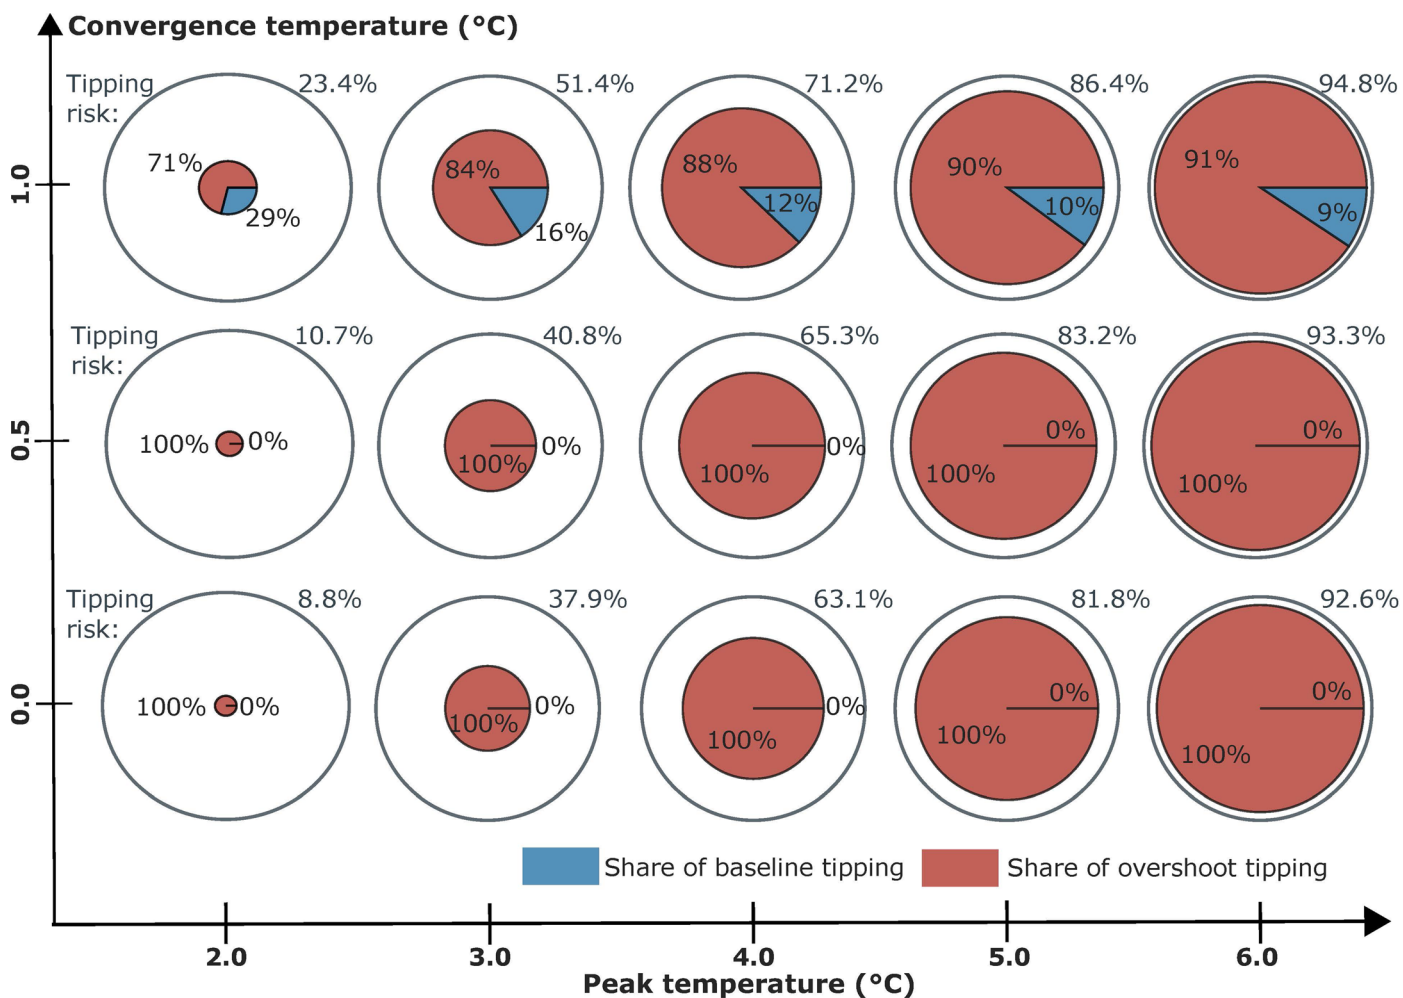 Convergence temperature (°C)
Tipping risk: 23.4% 51.4% 71.2% 86.4% 94.8%
71% 29% 84% 16% 88% 12% 90% 10% 91% 9%
1.0
Tipping risk: 10.7% 40.8% 65.3% 83.2% 93.3%
100% 0% 100% 0% 100% 0% 100% 0% 100% 0%
0.5
Tipping risk: 8.8% 37.9% 63.1% 81.8% 92.6%
100% 0% 100% 0% 100% 0% 100% 0% 100% 0%
0.0
Share of baseline tipping Share of overshoot tipping
2.0 3.0 4.0 5.0 6.0
Peak temperature (°C)